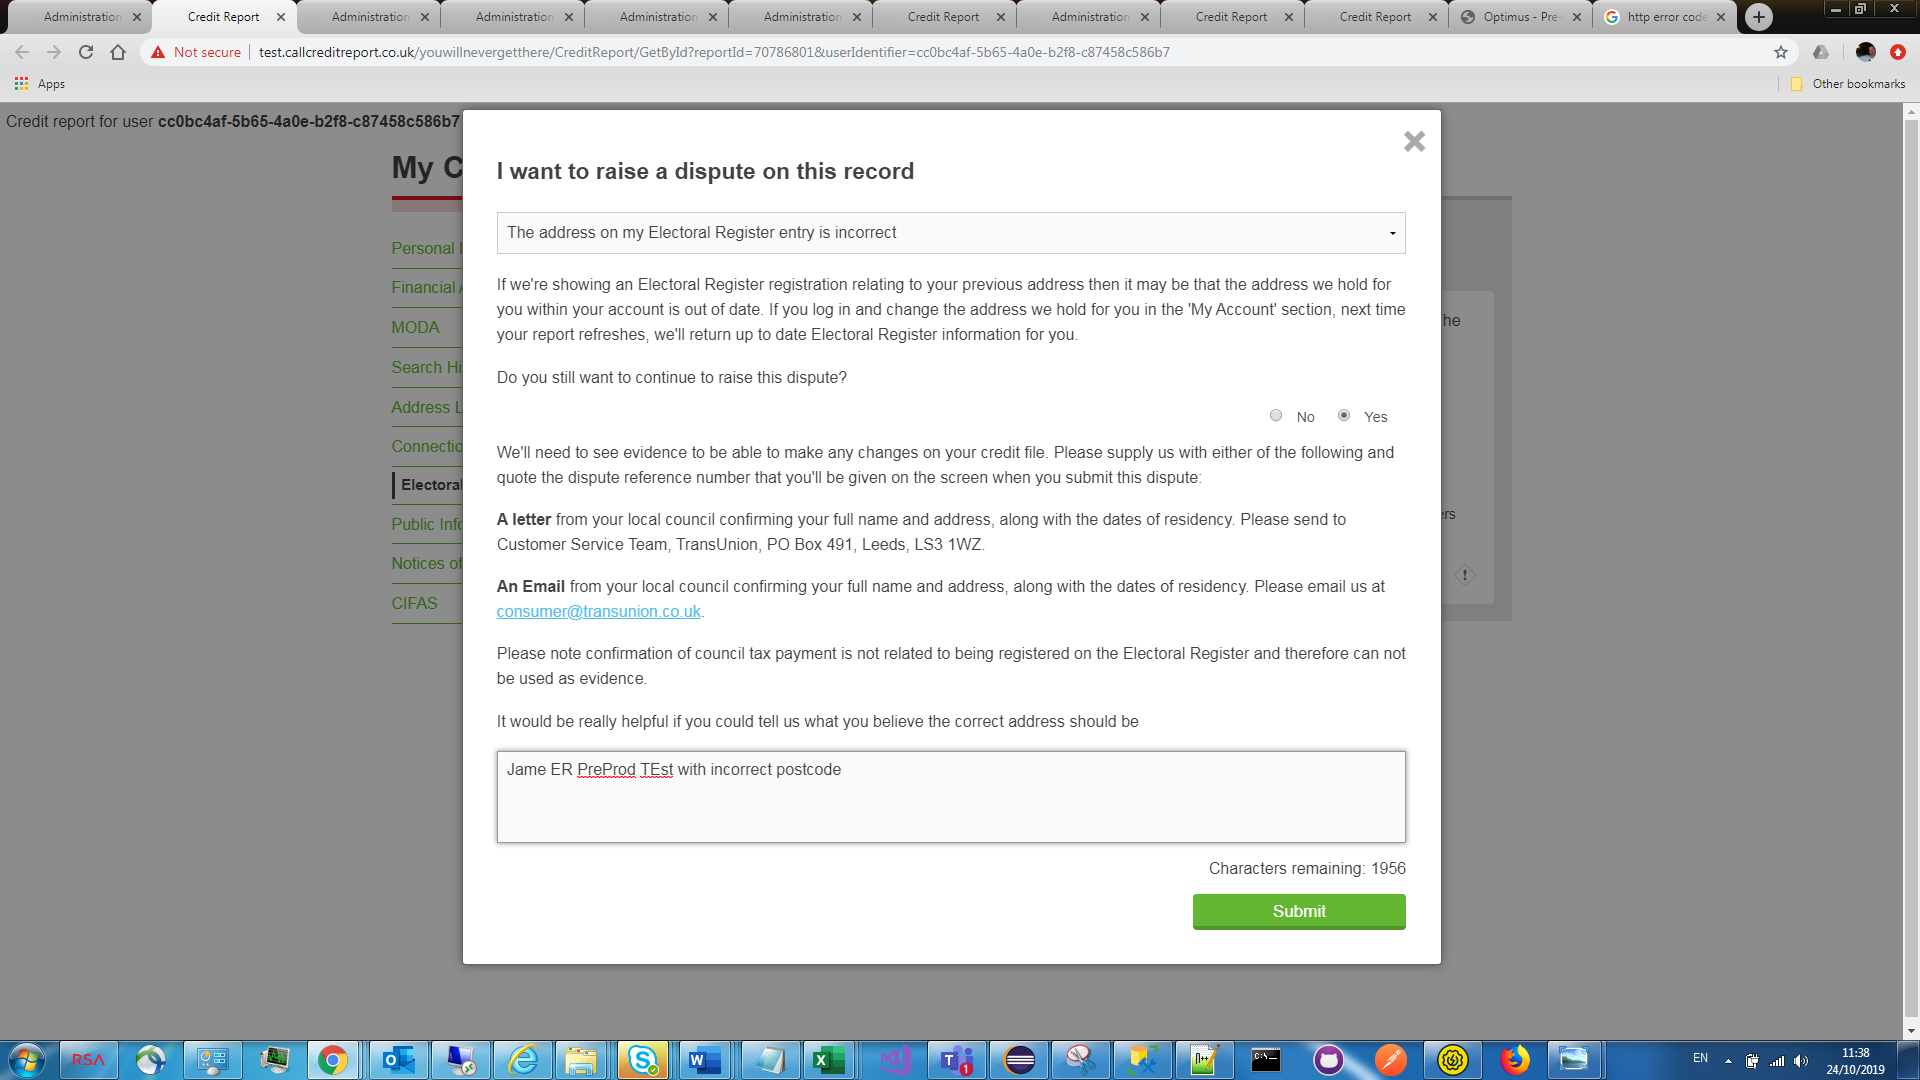 Administration
Credit Report
Administration
Administration
Administration
Administration
Credit Report
Administration
Credit Report
Credit Report
Optimus - Pre-
http error code
Not secure
test.callcreditreport.co.uk/youwillnevergetthere/CreditReport/GetById?reportId=70786801&userIdentifier=cc0bc4af-5b65-4a0e-b2f8-c87458c586b7
Apps
Other bookmarks
Credit report for user cc0bc4af-5b65-4a0e-b2f8-c87458c586b7
My C
Personal
Financial
MODA
Search Hi
Address L
Connectio
Electoral
Public Info
Notices of
CIFAS
I want to raise a dispute on this record
The address on my Electoral Register entry is incorrect
If we're showing an Electoral Register registration relating to your previous address then it may be that the address we hold for
you within your account is out of date. If you log in and change the address we hold for you in the 'My Account' section, next time
your report refreshes, we'll return up to date Electoral Register information for you.
Do you still want to continue to raise this dispute?
No Yes
We'll need to see evidence to be able to make any changes on your credit file. Please supply us with either of the following and
quote the dispute reference number that you'll be given on the screen when you submit this dispute:
A letter from your local council confirming your full name and address, along with the dates of residency. Please send to
Customer Service Team, TransUnion, PO Box 491, Leeds, LS3 1WZ.
An Email from your local council confirming your full name and address, along with the dates of residency. Please email us at
consumer@transunion.co.uk.
Please note confirmation of council tax payment is not related to being registered on the Electoral Register and therefore can not
be used as evidence.
It would be really helpful if you could tell us what you believe the correct address should be
Jame ER PreProd TEst with incorrect postcode
Characters remaining: 1956
Submit
he
ers
RSA
EN
11:38
24/10/2019